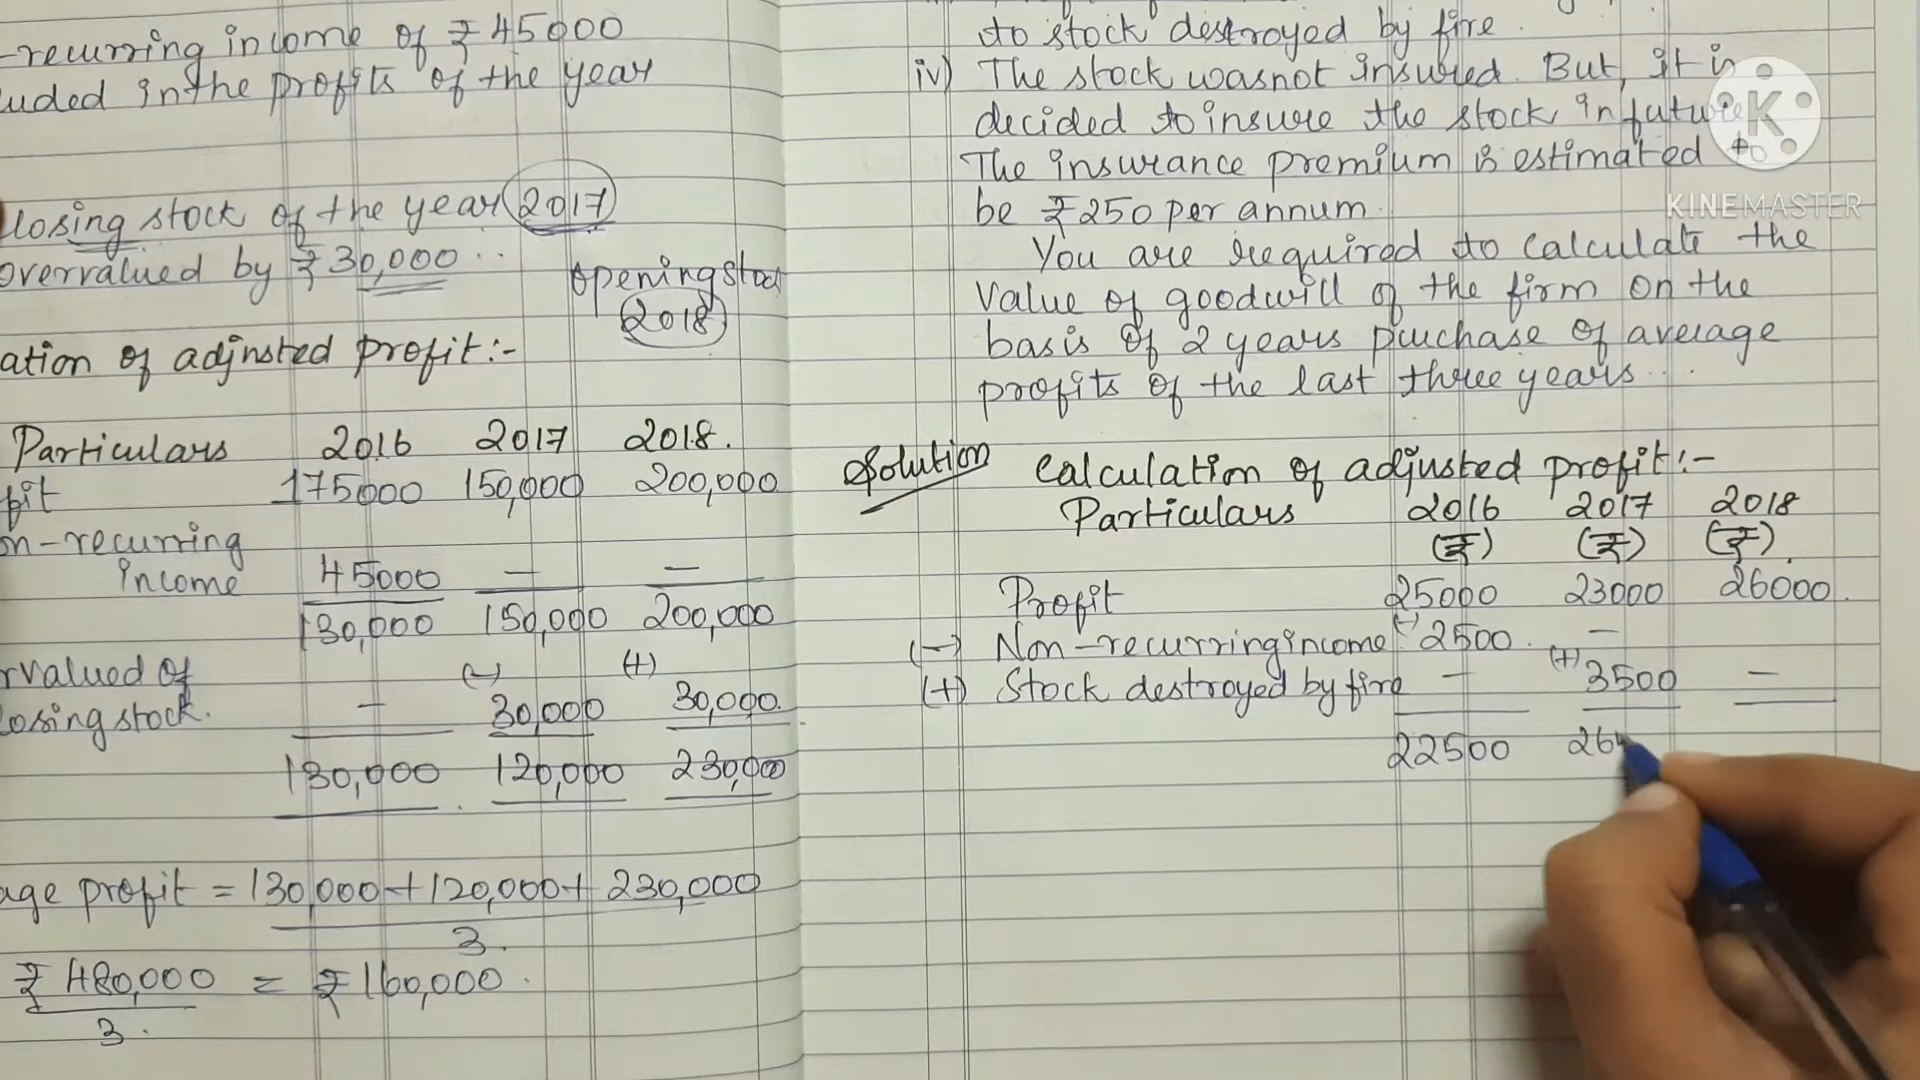 -recurring income of ₹45000
uded in the profits of the year
losing stock of the year 2017
overvalued by ₹30,000..
opening stoc
2018
ation of adjusted profit:-
Particulars 2016 2017 2018.
fit 175000 150,000 200,000
on-recurring
income 45000 - -
130,000 150,000 200,000
(-) (+)
rvalued of
losing stock. - 30,000 30,000.
130,000 120,000 230,000
age profit = 130,000+120,000+230,000
3.
₹480,000 = ₹160,000.
3.
to stock destroyed by fire.
iv) The stock was not insured. But, it is
decided to insure the stock in future
The insurance premium is estimated to
be ₹250 per annum.
You are required to calculate the
value of goodwill of the firm on the
basis of 2 years purchase of average
profits of the last three years...
Solution Calculation of adjusted profit:-
Particulars 2016 2017 2018
(₹) (₹) (₹).
Profit 25000 23000 26000.
(-) Non-recurring income (-) 2500. -
(+) Stock destroyed by fire - (+) 3500 -
22500 26
K
KINEMASTER